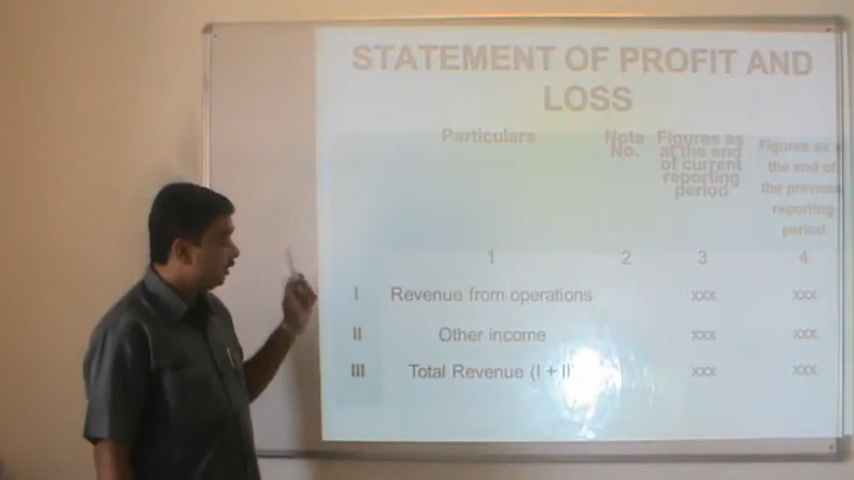 STATEMENT OF PROFIT AND
LOSS
Particulars
Note
No.
Figures as
at the end
of current
reporting
period
Figures as
the end of
the previous
reporting
period
1 2 3 4
I Revenue from operations xxx xxx
II Other income xxx xxx
III Total Revenue (I + II) xxx xxx